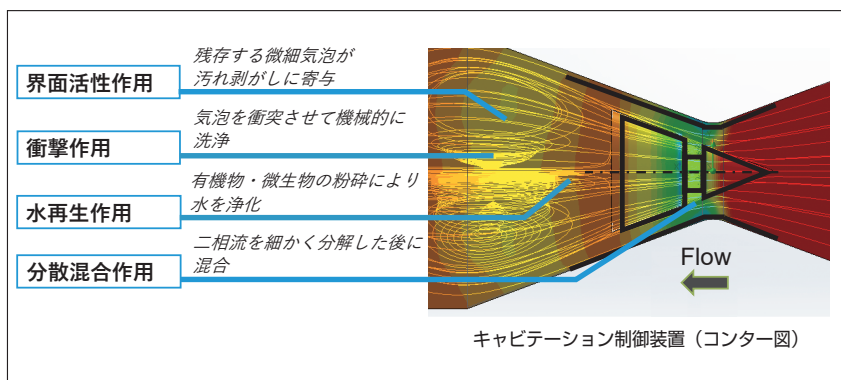 界面活性作用
残存する微細気泡が
汚れ剥がしに寄与
衝撃作用
気泡を衝突させて機械的に
洗浄
水再生作用
有機物・微生物の粉砕により
水を浄化
分散混合作用
二相流を細かく分解した後に
混合
Flow
キャビテーション制御装置（コンター図）